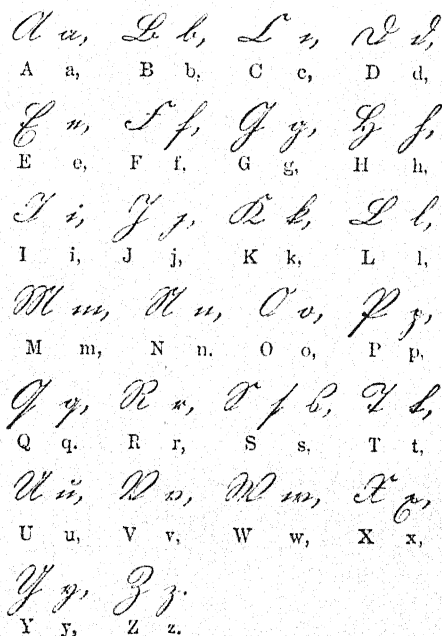 A a, B b, C c, D d,
A a, B b, C c, D d,
E e, F f, G g, H h,
E e, F f, G g, H h,
I i, J j, K k, L l,
I i, J j, K k, L l,
M m, N n, O o, P p,
M m, N n. O o, P p,
Q q, R r, S ſ s, T t,
Q q. R r, S s, T t,
U u, V v, W w, X x,
U u, V v, W w, X x,
Y y, Z z.
Y y, Z z.